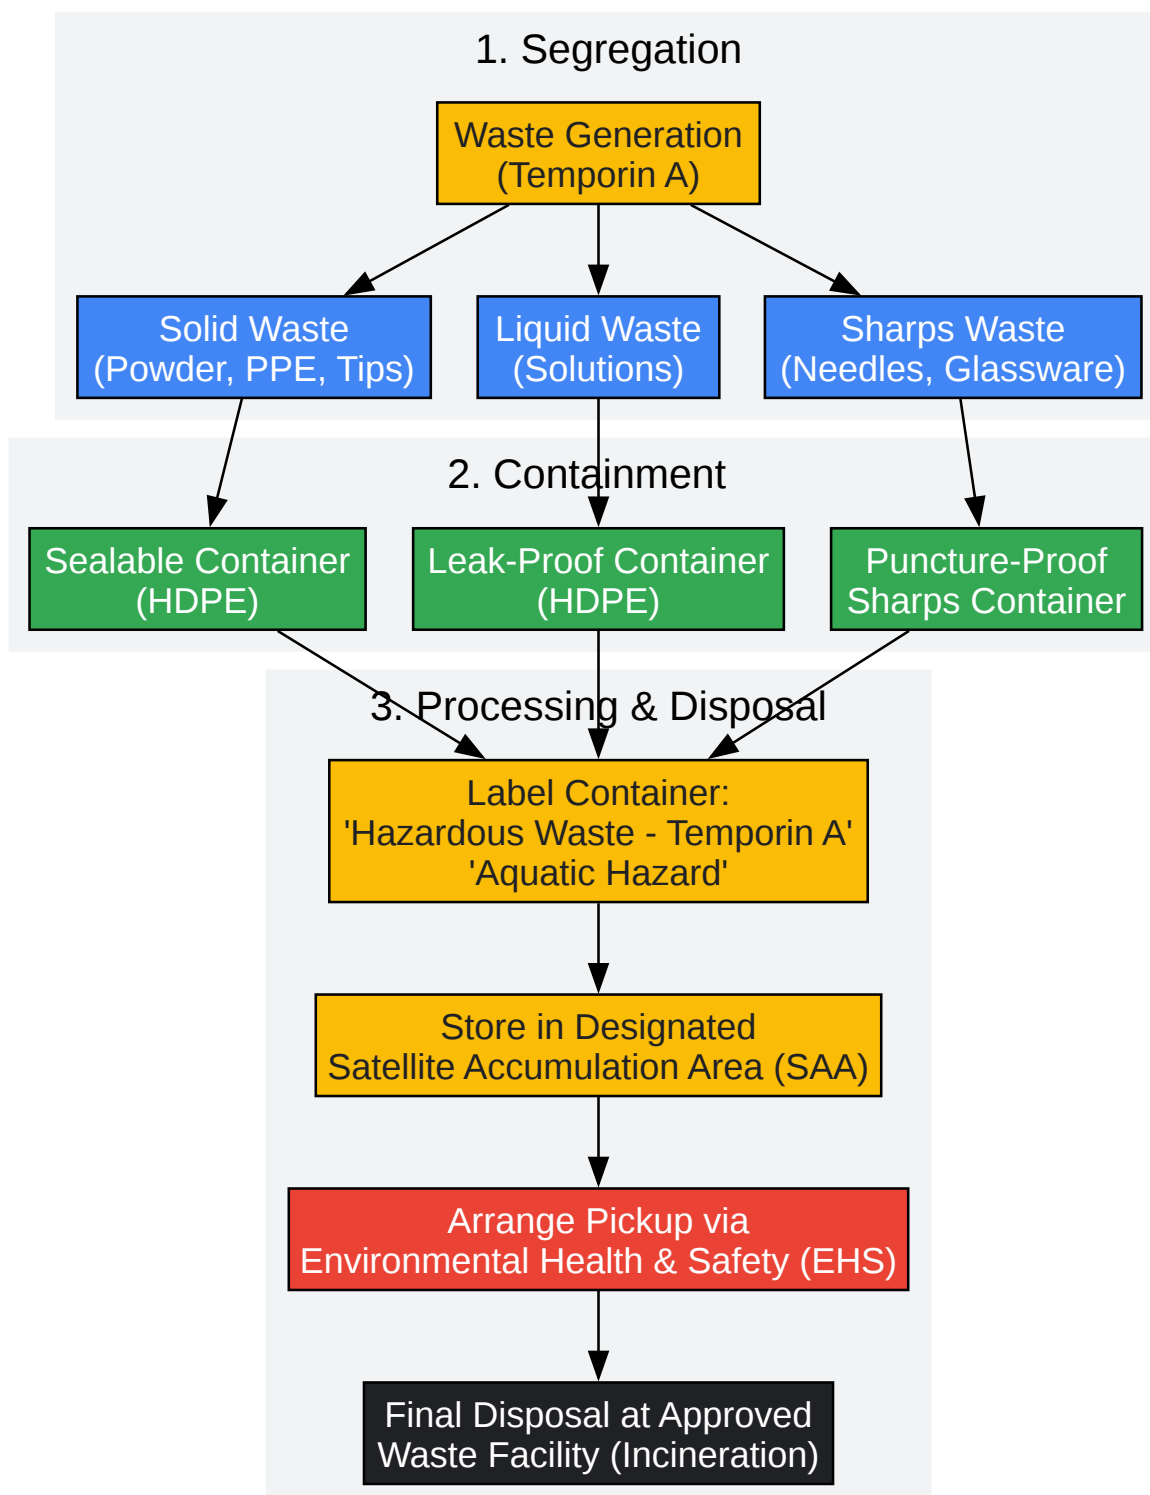 1. Segregation
Waste Generation
(Temporin A)
Solid Waste
(Powder, PPE, Tips)
Liquid Waste
(Solutions)
Sharps Waste
(Needles, Glassware)
2. Containment
Sealable Container
(HDPE)
Leak-Proof Container
(HDPE)
Puncture-Proof
Sharps Container
3. Processing & Disposal
Label Container:
'Hazardous Waste - Temporin A'
'Aquatic Hazard'
Store in Designated
Satellite Accumulation Area (SAA)
Arrange Pickup via
Environmental Health & Safety (EHS)
Final Disposal at Approved
Waste Facility (Incineration)